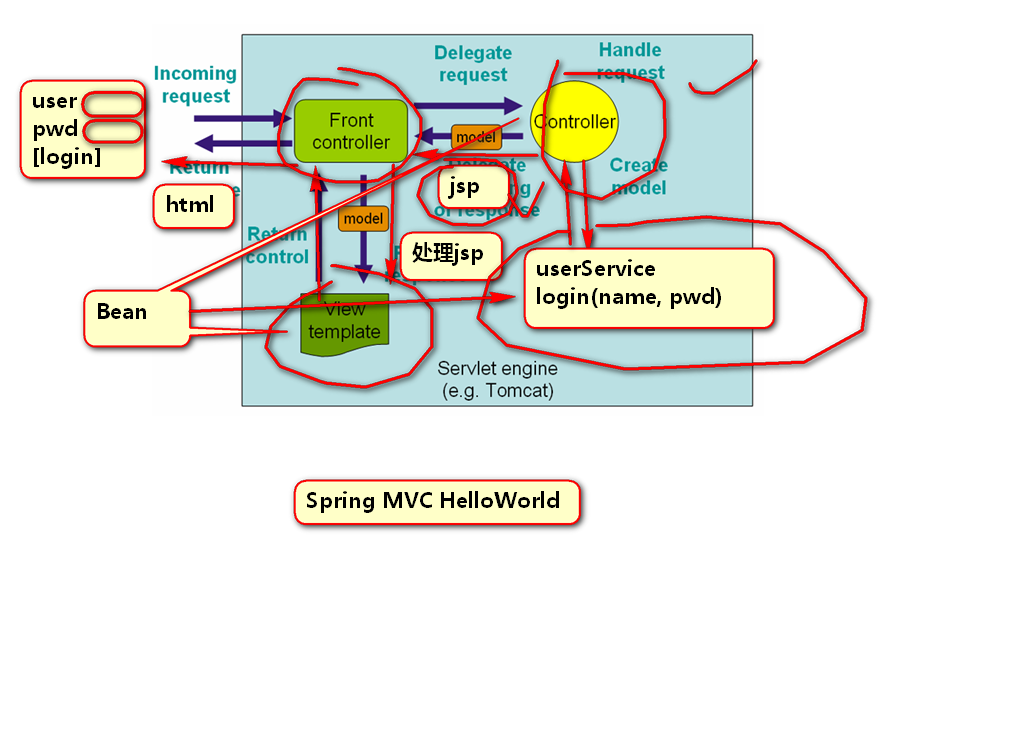 Delegate
request
Handle
request
Incoming
request
user
pwd
[login]
Front
controller
Controller
model
Return
html
jsp
Create
model
model
Return
control
处理jsp
userService
login(name, pwd)
Bean
View
template
Servlet engine
(e.g. Tomcat)
Spring MVC HelloWorld